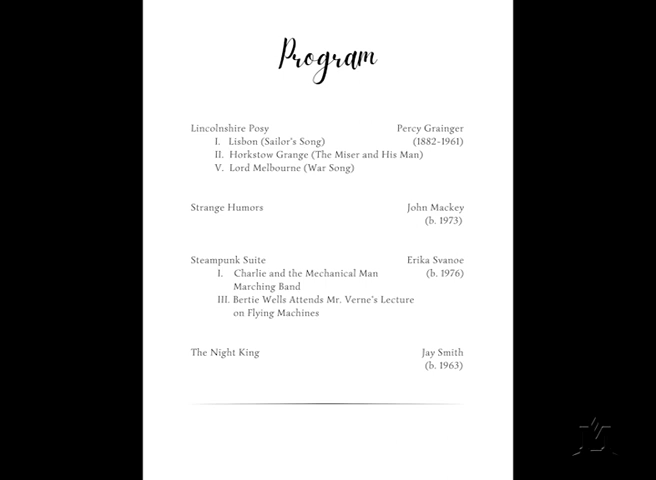 Program
Lincolnshire Posy Percy Grainger
I. Lisbon (Sailor's Song) (1882-1961)
II. Horkstow Grange (The Miser and His Man)
V. Lord Melbourne (War Song)
Strange Humors John Mackey
(b. 1973)
Steampunk Suite Erika Svanoe
I. Charlie and the Mechanical Man (b. 1976)
Marching Band
III. Bertie Wells Attends Mr. Verne's Lecture
on Flying Machines
The Night King Jay Smith
(b. 1963)